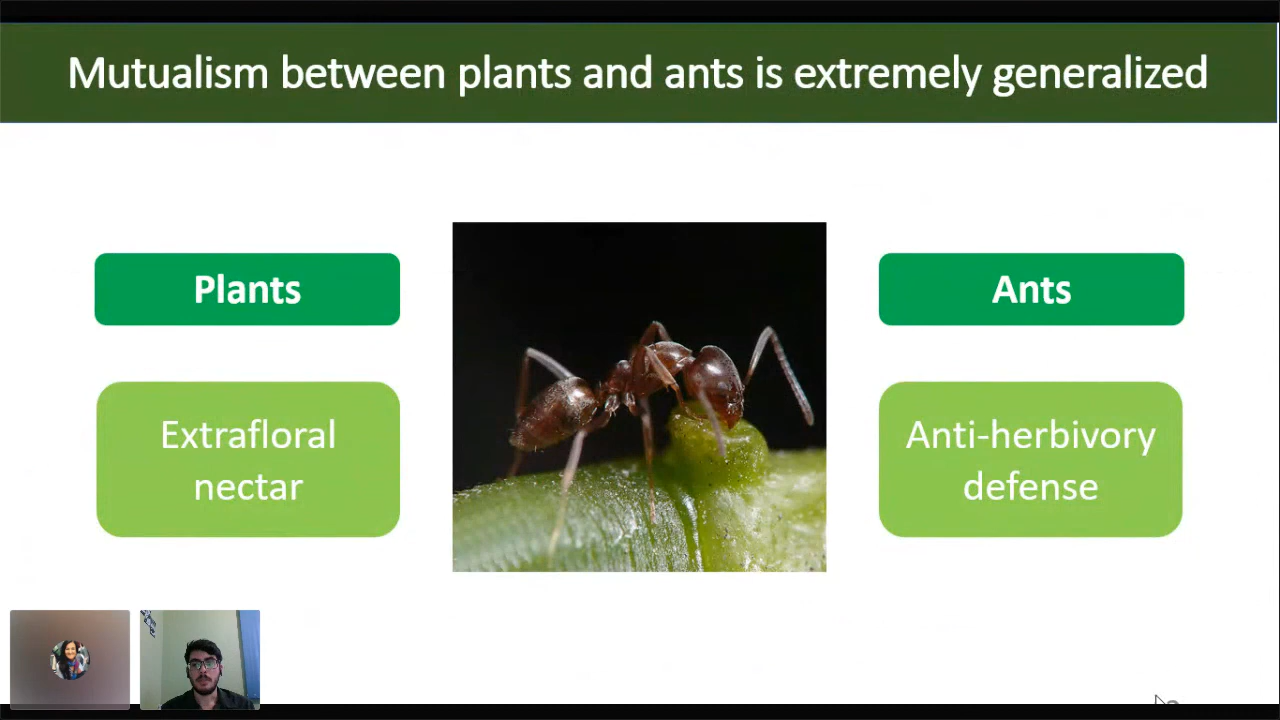 Mutualism between plants and ants is extremely generalized
Plants
Ants
Extrafloral
nectar
Anti-herbivory
defense